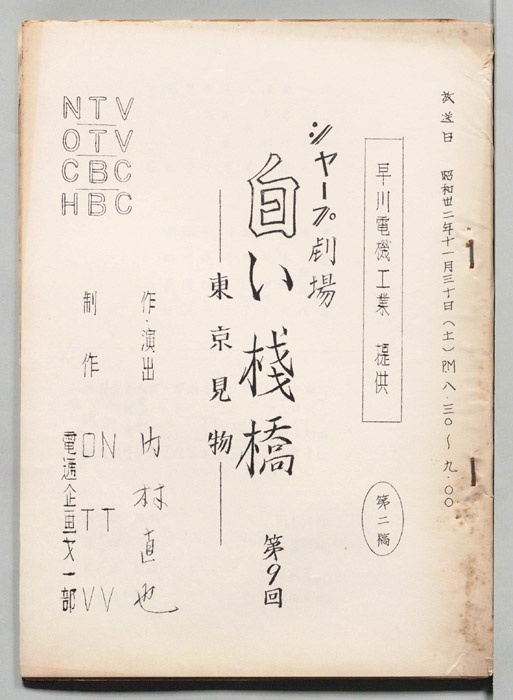 放送日 昭和卅二年十一月三十日(土)PM八.三〇〜九.〇〇
早川電機工業 提供
第二稿
シャープ劇場
白い桟橋
第9回
―東京見物―
作・演出 内村直也
制作 NTV
OTV
電通企画文一部
NTV
OTV
CBC
HBC